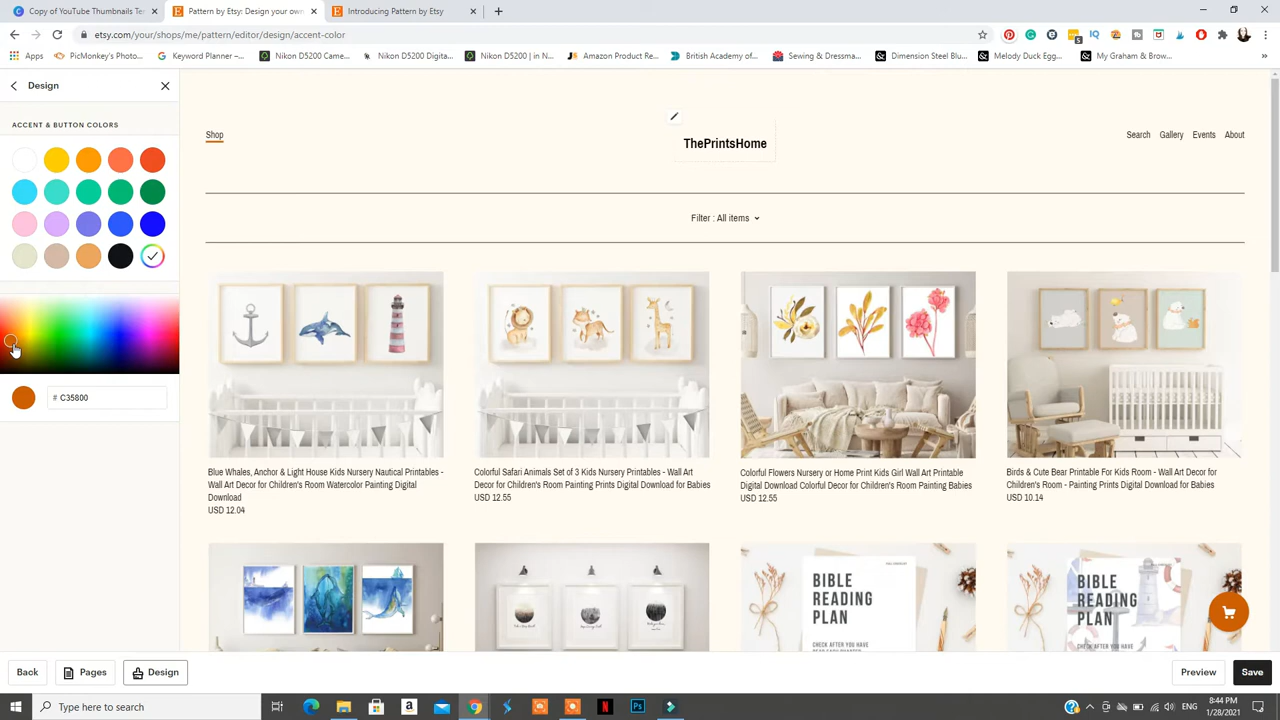 Copy of YouTube Thumbnails Te
Pattern by Etsy: Design your own
Introducing Pattern by Etsy
etsy.com/your/shops/me/pattern/editor/design/accent-color
Apps
PicMonkey's Photo...
Keyword Planner –...
Nikon D5200 Came...
Nikon D5200 Digita...
Nikon D5200 | in N...
Amazon Product Re...
British Academy of...
Sewing & Dressma...
Dimension Steel Blu...
Melody Duck Egg...
My Graham & Brow...
»
Design
ACCENT & BUTTON COLORS
# C35800
Shop
ThePrintsHome
Search Gallery Events About
Filter : All items
Blue Whales, Anchor & Light House Kids Nursery Nautical Printables -
Wall Art Decor for Children's Room Watercolor Painting Digital
Download
USD 12.04
Colorful Safari Animals Set of 3 Kids Nursery Printables - Wall Art
Decor for Children's Room Painting Prints Digital Download for Babies
USD 12.55
Colorful Flowers Nursery or Home Print Kids Girl Wall Art Printable
Digital Download Colorful Decor for Children's Room Painting Babies
USD 12.55
Birds & Cute Bear Printable For Kids Room - Wall Art Decor for
Children's Room - Painting Prints Digital Download for Babies
USD 10.14
BIBLE
READING
PLAN
CHECK AFTER YOU HAVE
BIBLE
READING
PLAN
CHECK AFTER YOU HAVE
Back
Pages
Design
Preview
Save
Type here to search
8:44 PM
1/28/2021